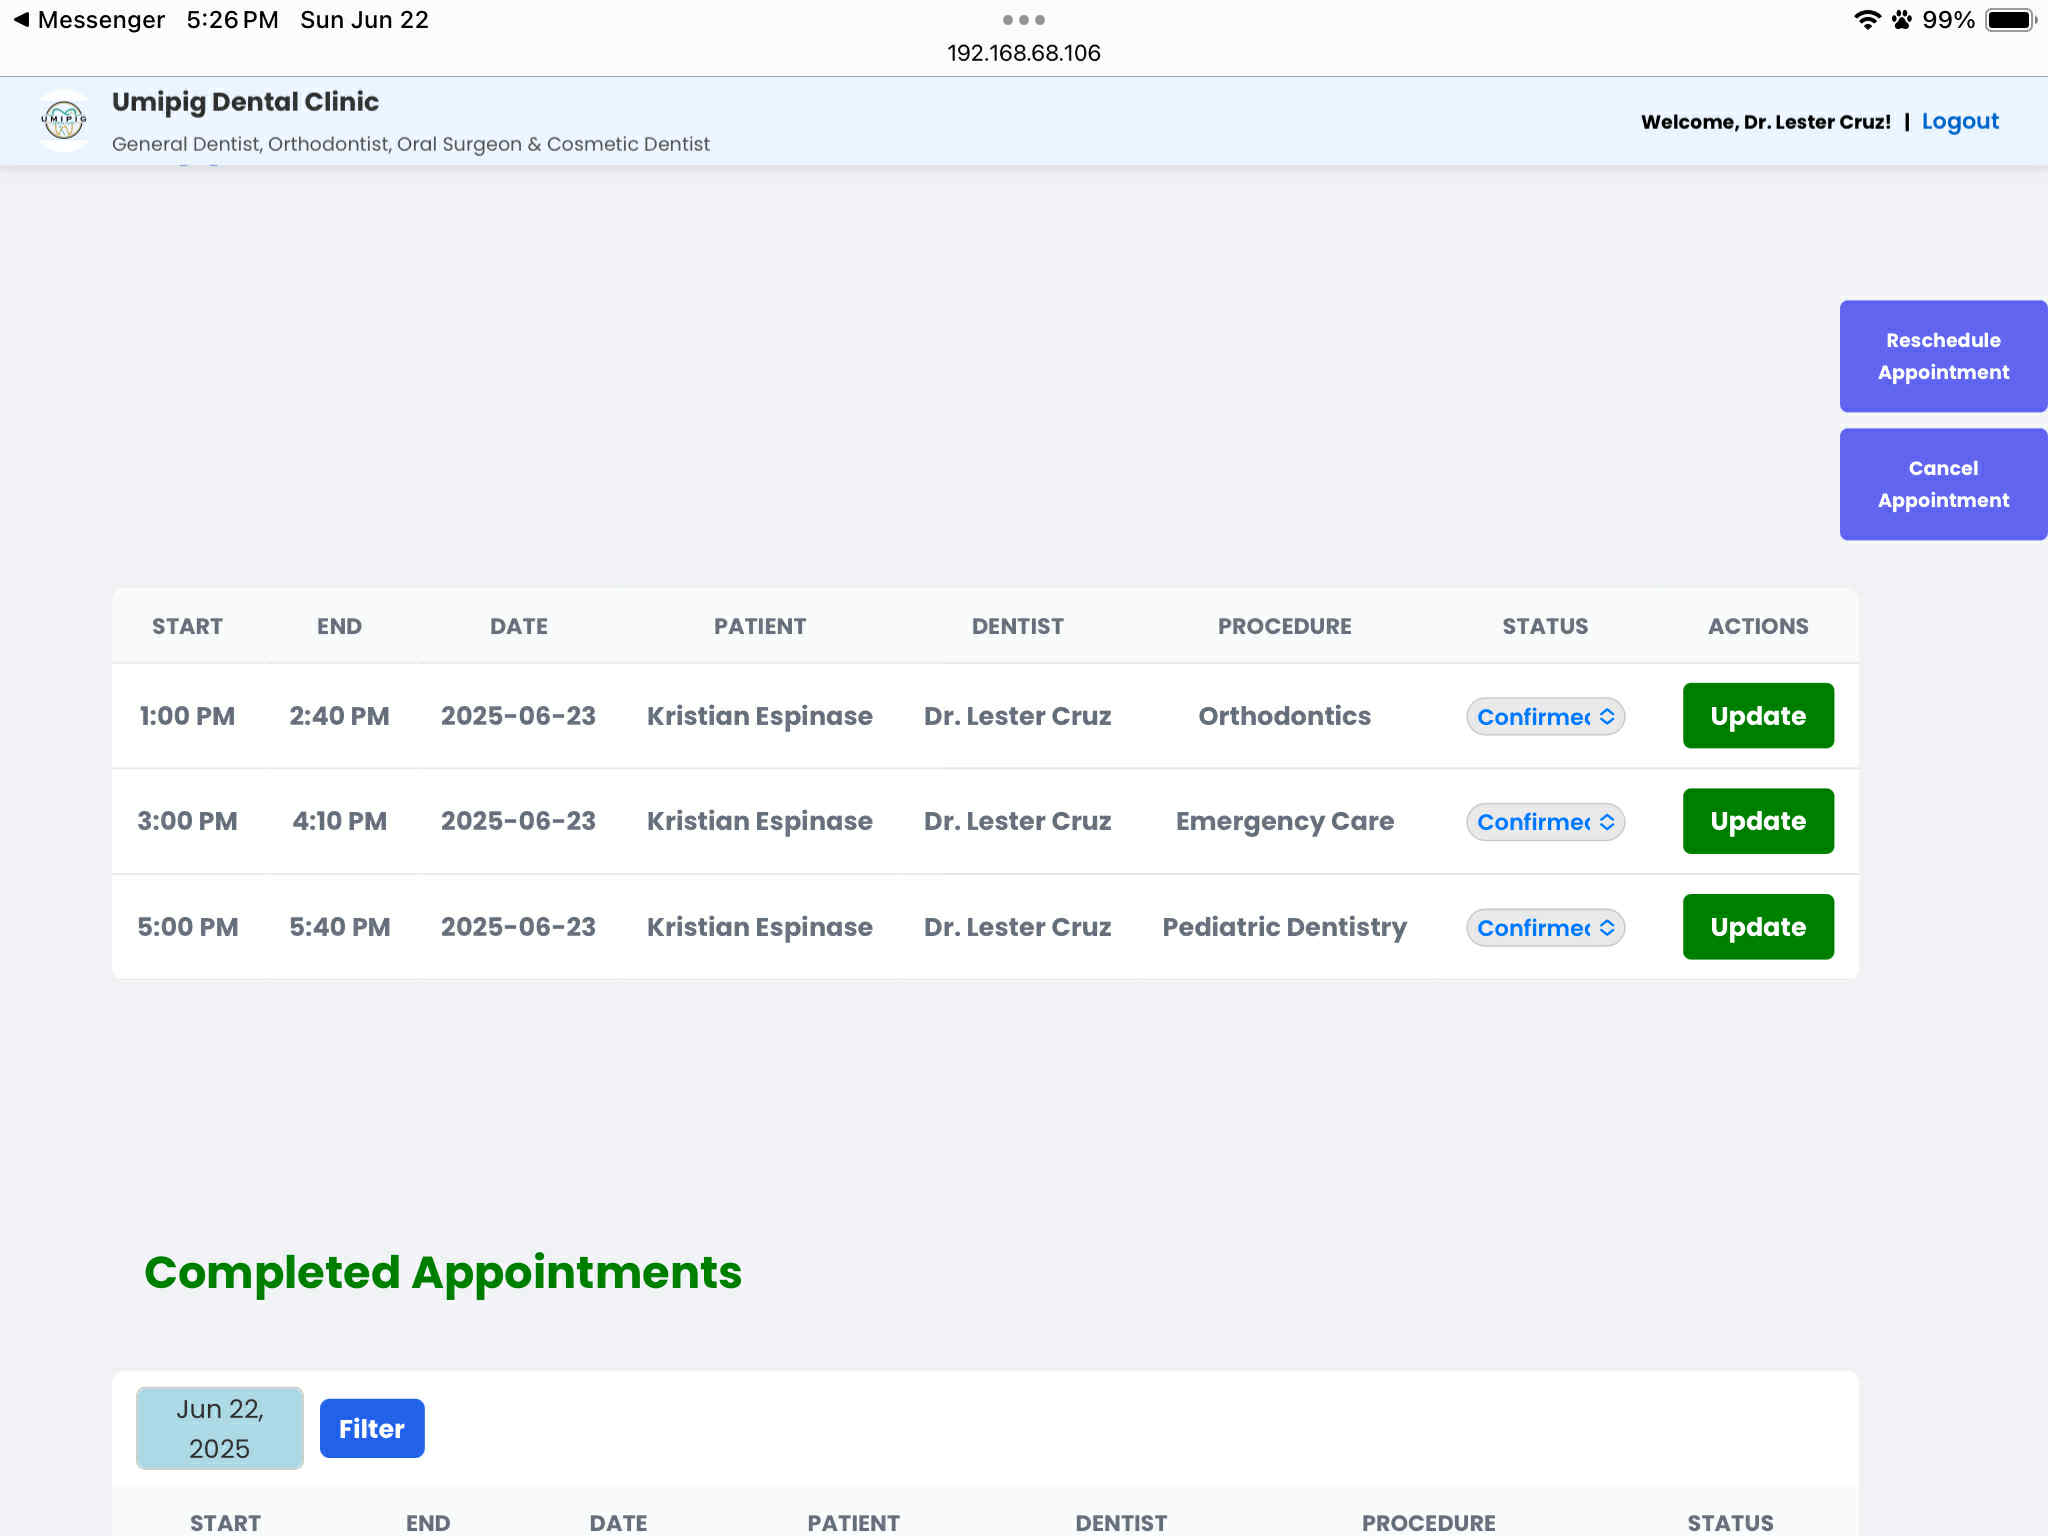 Messenger 5:26 PM Sun Jun 22 99%
192.168.68.106
UMIPIG
Umipig Dental Clinic
General Dentist, Orthodontist, Oral Surgeon & Cosmetic Dentist
Welcome, Dr. Lester Cruz! | Logout
Reschedule
Appointment
Cancel
Appointment
START END DATE PATIENT DENTIST PROCEDURE STATUS ACTIONS
1:00 PM 2:40 PM 2025-06-23 Kristian Espinase Dr. Lester Cruz Orthodontics Confirmed Update
3:00 PM 4:10 PM 2025-06-23 Kristian Espinase Dr. Lester Cruz Emergency Care Confirmed Update
5:00 PM 5:40 PM 2025-06-23 Kristian Espinase Dr. Lester Cruz Pediatric Dentistry Confirmed Update
Completed Appointments
Jun 22,
2025
Filter
START END DATE PATIENT DENTIST PROCEDURE STATUS